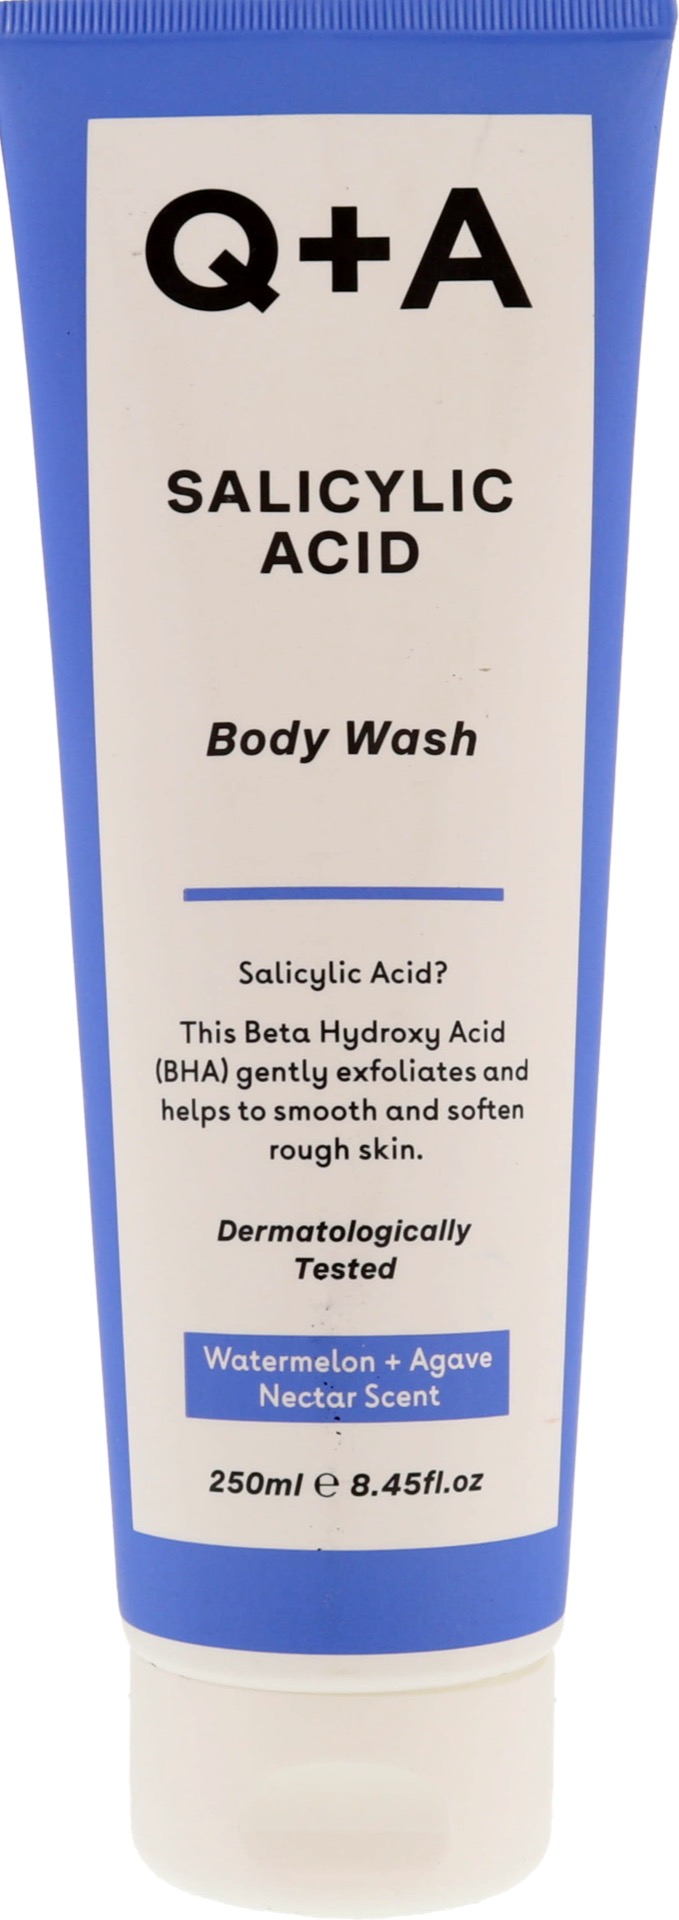 Q+A
SALICYLIC
ACID
Body Wash
Salicylic Acid?
This Beta Hydroxy Acid
(BHA) gently exfoliates and
helps to smooth and soften
rough skin.
Dermatologically
Tested
Watermelon + Agave
Nectar Scent
250ml ℮ 8.45fl.oz